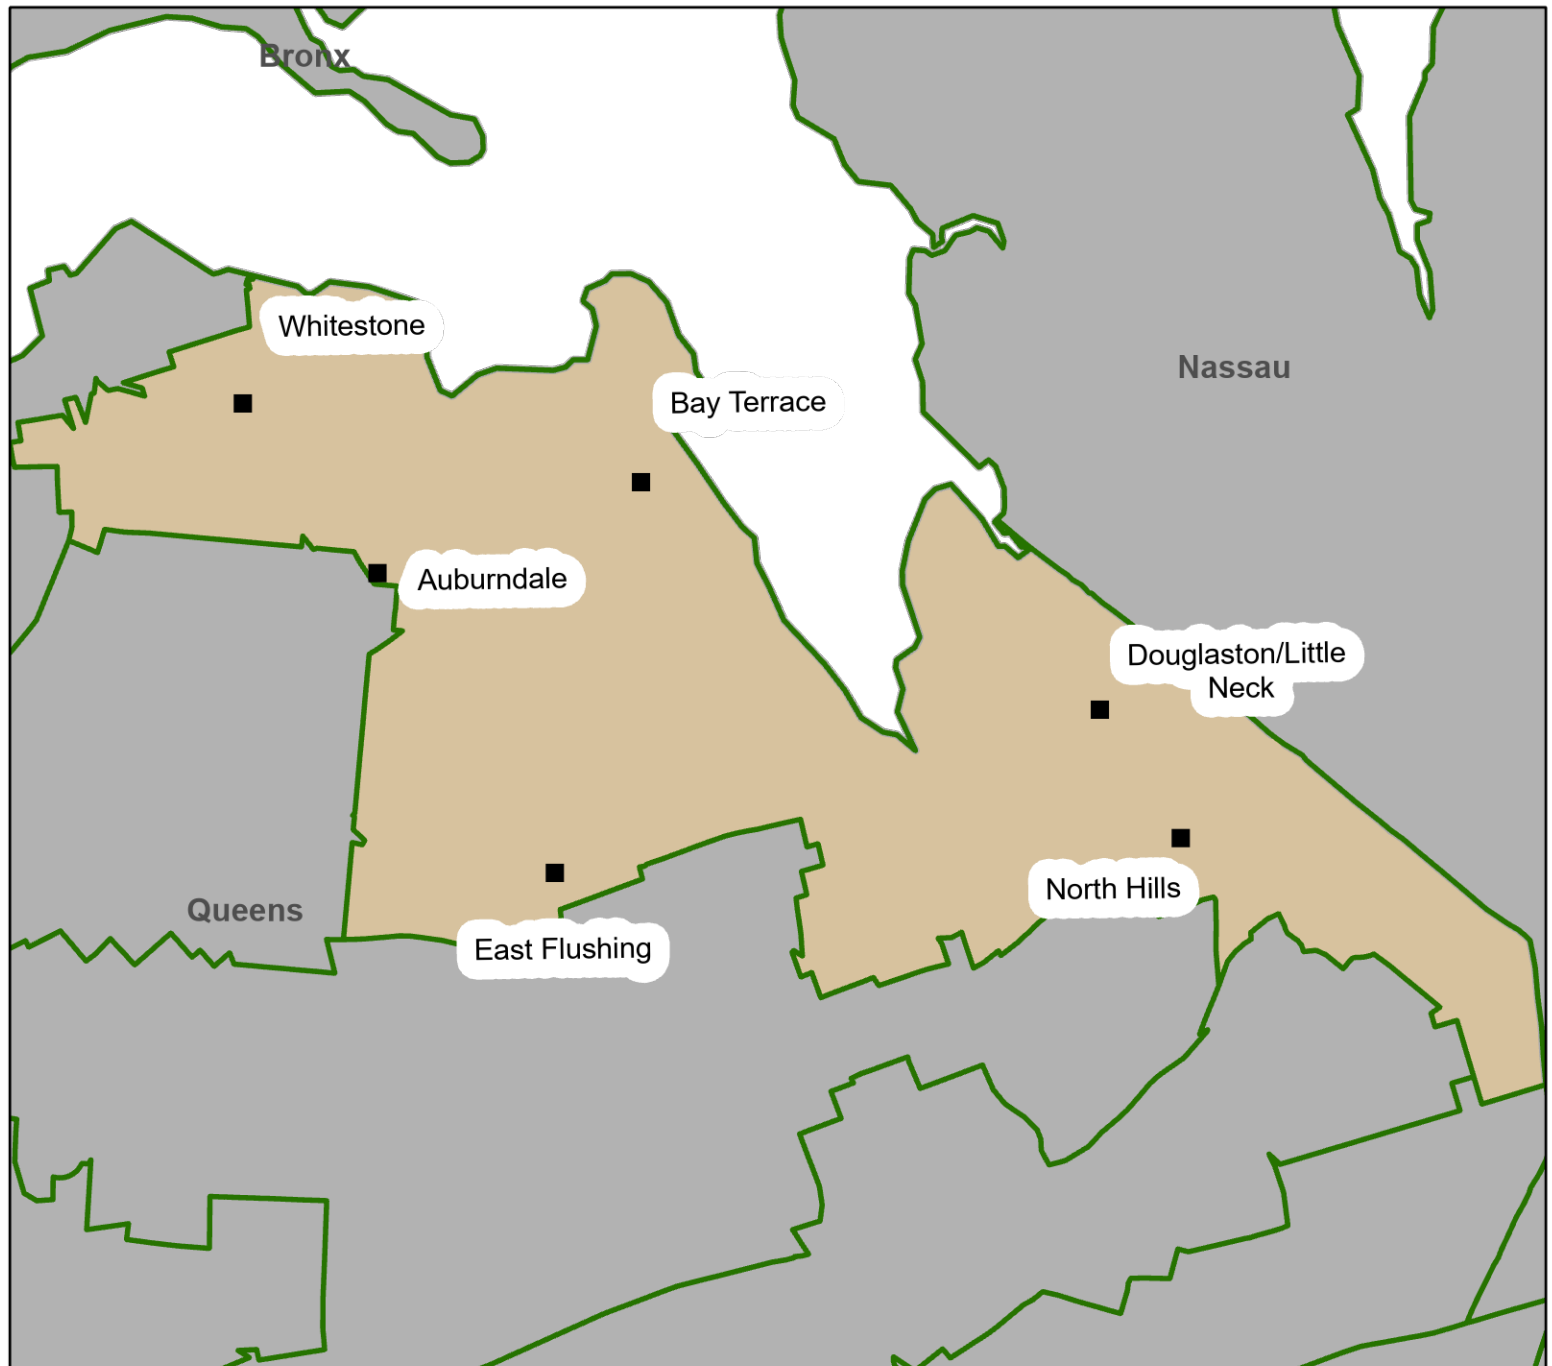 Bronx
Whitestone
Nassau
Bay Terrace
Auburndale
Douglaston/Little
Neck
North Hills
Queens
East Flushing